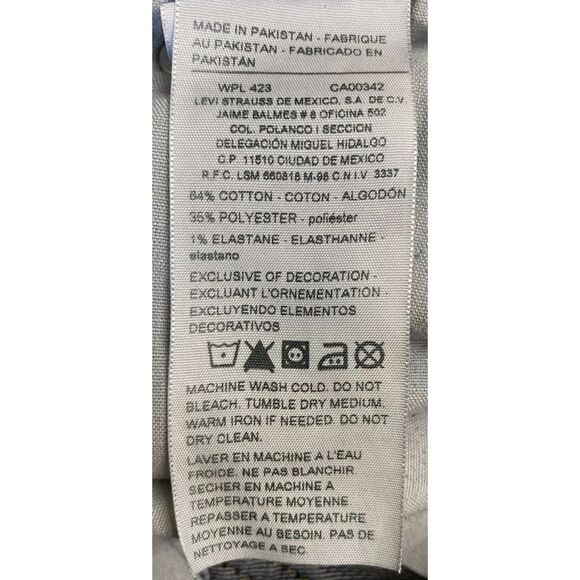 MADE IN PAKISTAN - FABRIQUE
AU PAKISTAN - FABRICADO EN
PAKISTÁN
WPL 423 CA00342
LEVI STRAUSS DE MEXICO, S.A. DE C.V.
JAIME BALMES # 8 OFICINA 502
COL. POLANCO I SECCION
DELEGACIÓN MIGUEL HIDALGO
C.P. 11510 CIUDAD DE MEXICO
R.F.C. LSM 660818 M-96 C.N.I.V. 3337
64% COTTON - COTON - ALGODÓN
35% POLYESTER - poliéster
1% ELASTANE - ELASTHANNE -
elastano
EXCLUSIVE OF DECORATION -
EXCLUANT L'ORNEMENTATION -
EXCLUYENDO ELEMENTOS
DECORATIVOS
MACHINE WASH COLD. DO NOT
BLEACH. TUMBLE DRY MEDIUM.
WARM IRON IF NEEDED. DO NOT
DRY CLEAN.
LAVER EN MACHINE A L'EAU
FROIDE. NE PAS BLANCHIR
SECHER EN MACHINE A
TEMPERATURE MOYENNE
REPASSER A TEMPERATURE
MOYENNE AU BESOIN. PAS DE
NETTOYAGE A SEC.